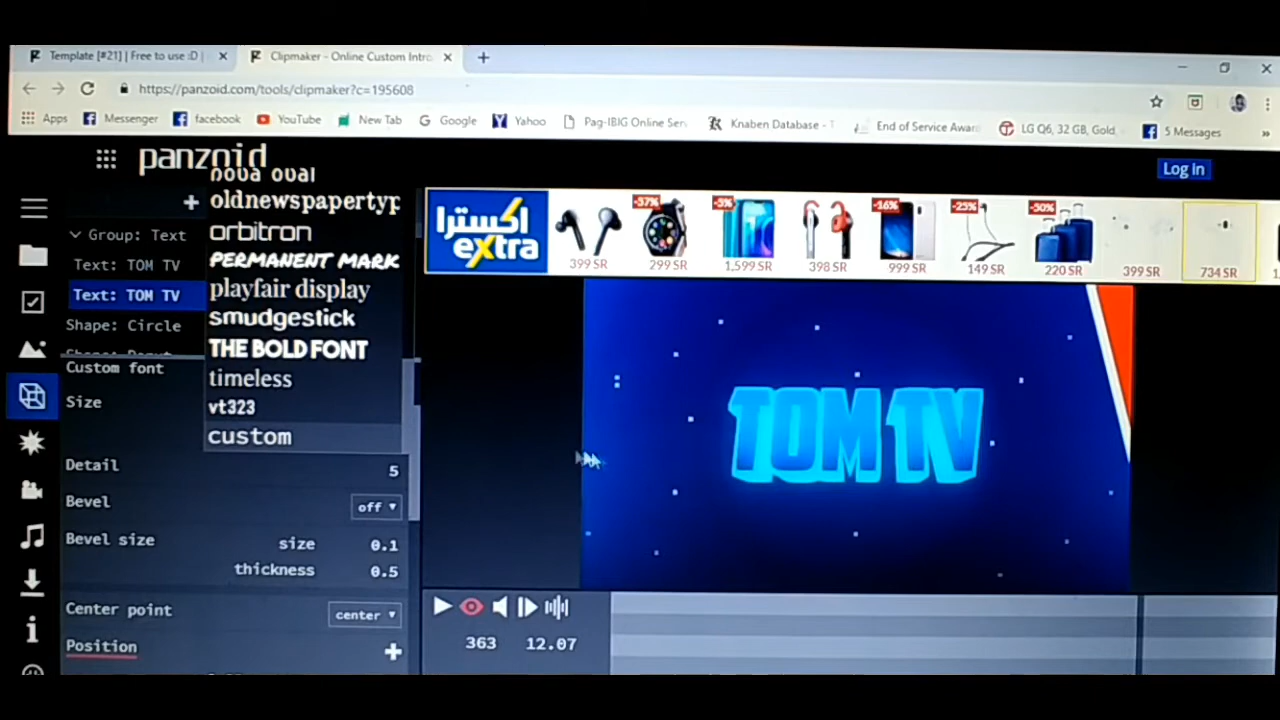 Template [#21] | Free to use :D |
Clipmaker - Online Custom Intro
https://panzoid.com/tools/clipmaker?c=195608
Apps
Messenger
facebook
YouTube
New Tab
Google
Yahoo
Pag-IBIG Online Serv
Knaben Database -
End of Service Awar
LG Q6, 32 GB, Gold
5 Messages
»
panzoid
Log in
nova oval
oldnewspapertyp
orbitron
PERMANENT MARK
playfair display
smudgestick
THE BOLD FONT
timeless
vt323
custom
Group: Text
Text: TOM TV
Text: TOM TV
Shape: Circle
Custom font
Size
Detail 5
Bevel off
Bevel size size 0.1
thickness 0.5
Center point center
Position
اكسترا
eXtra
399 SR
-37%
299 SR
-5%
1,599 SR
398 SR
-16%
999 SR
-25%
149 SR
-50%
220 SR
399 SR
734 SR
TOM TV
363 12.07